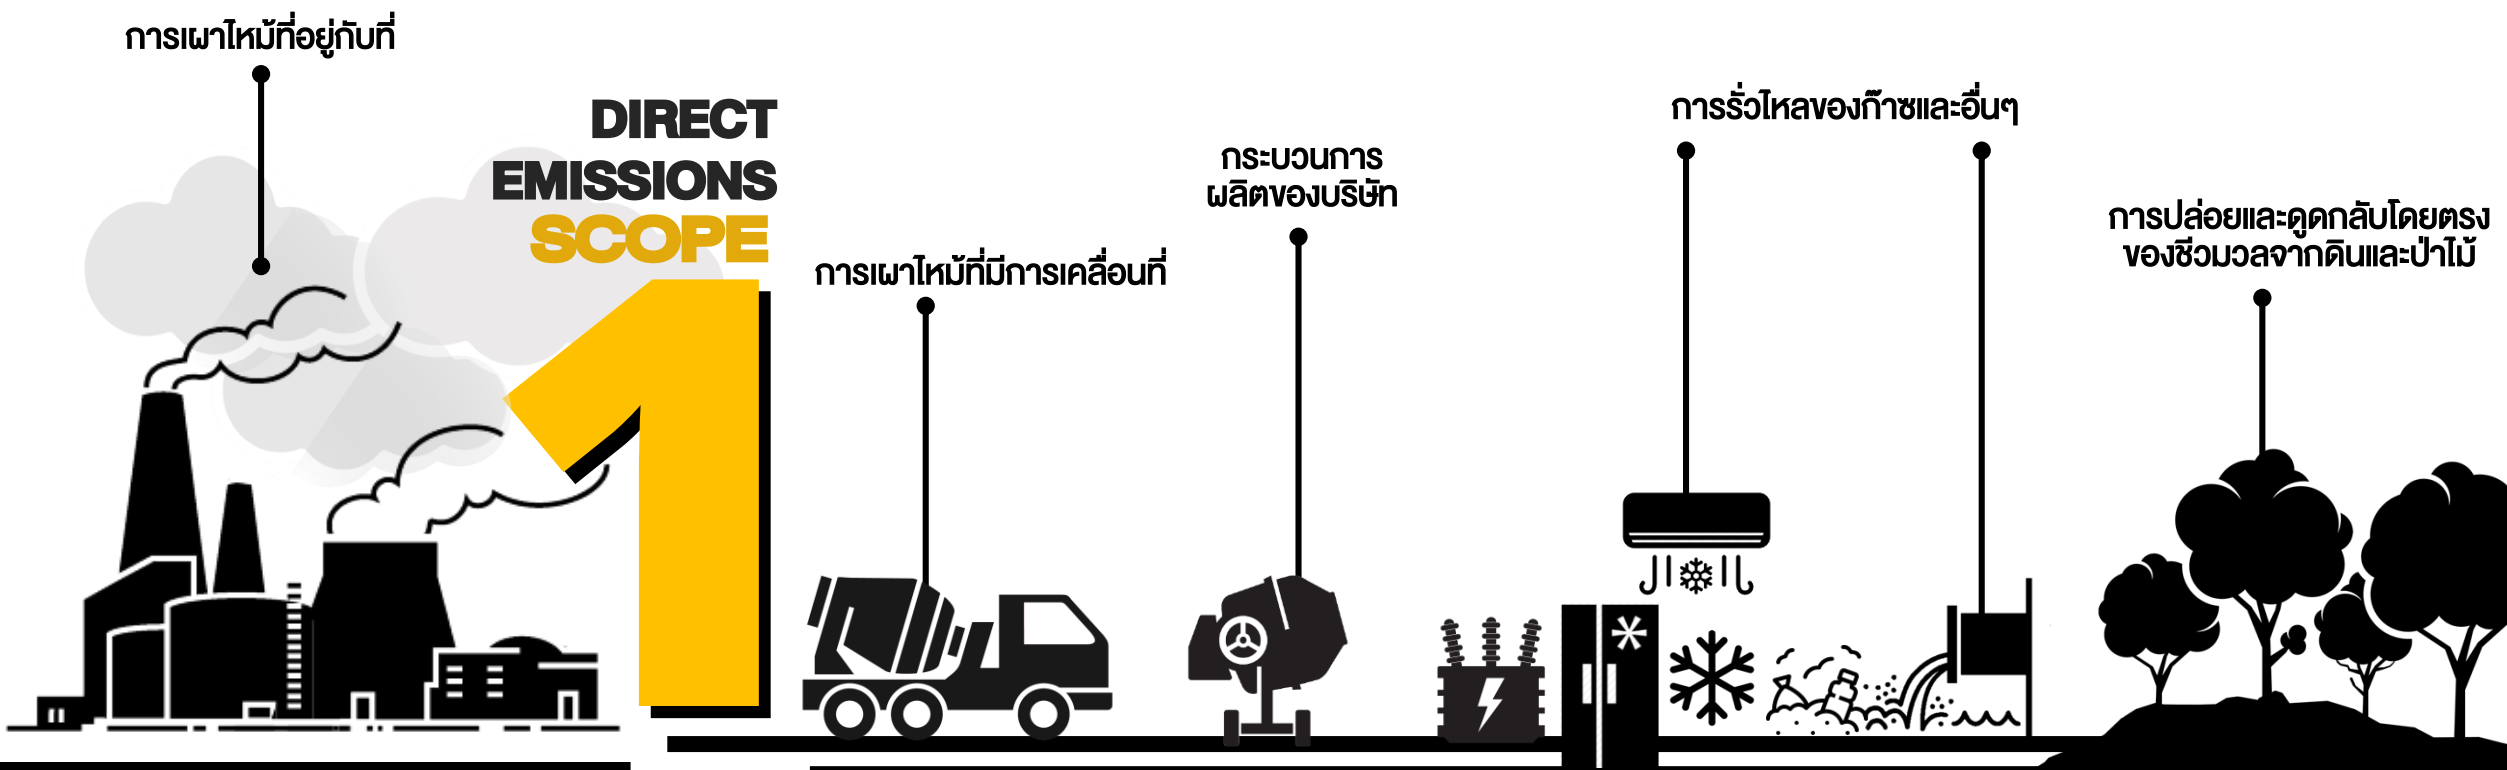 การเผาไหม้ที่อยู่กับที่
DIRECT
EMISSIONS
SCOPE
1
การเผาไหม้ที่มีการเคลื่อนที่
กระบวนการ
ผลิตของบริษัท
การรั่วไหลของก๊าซและอื่นๆ
การปล่อยและดูดกลับโดยตรง
ของชีวมวลจากดินและป่าไม้